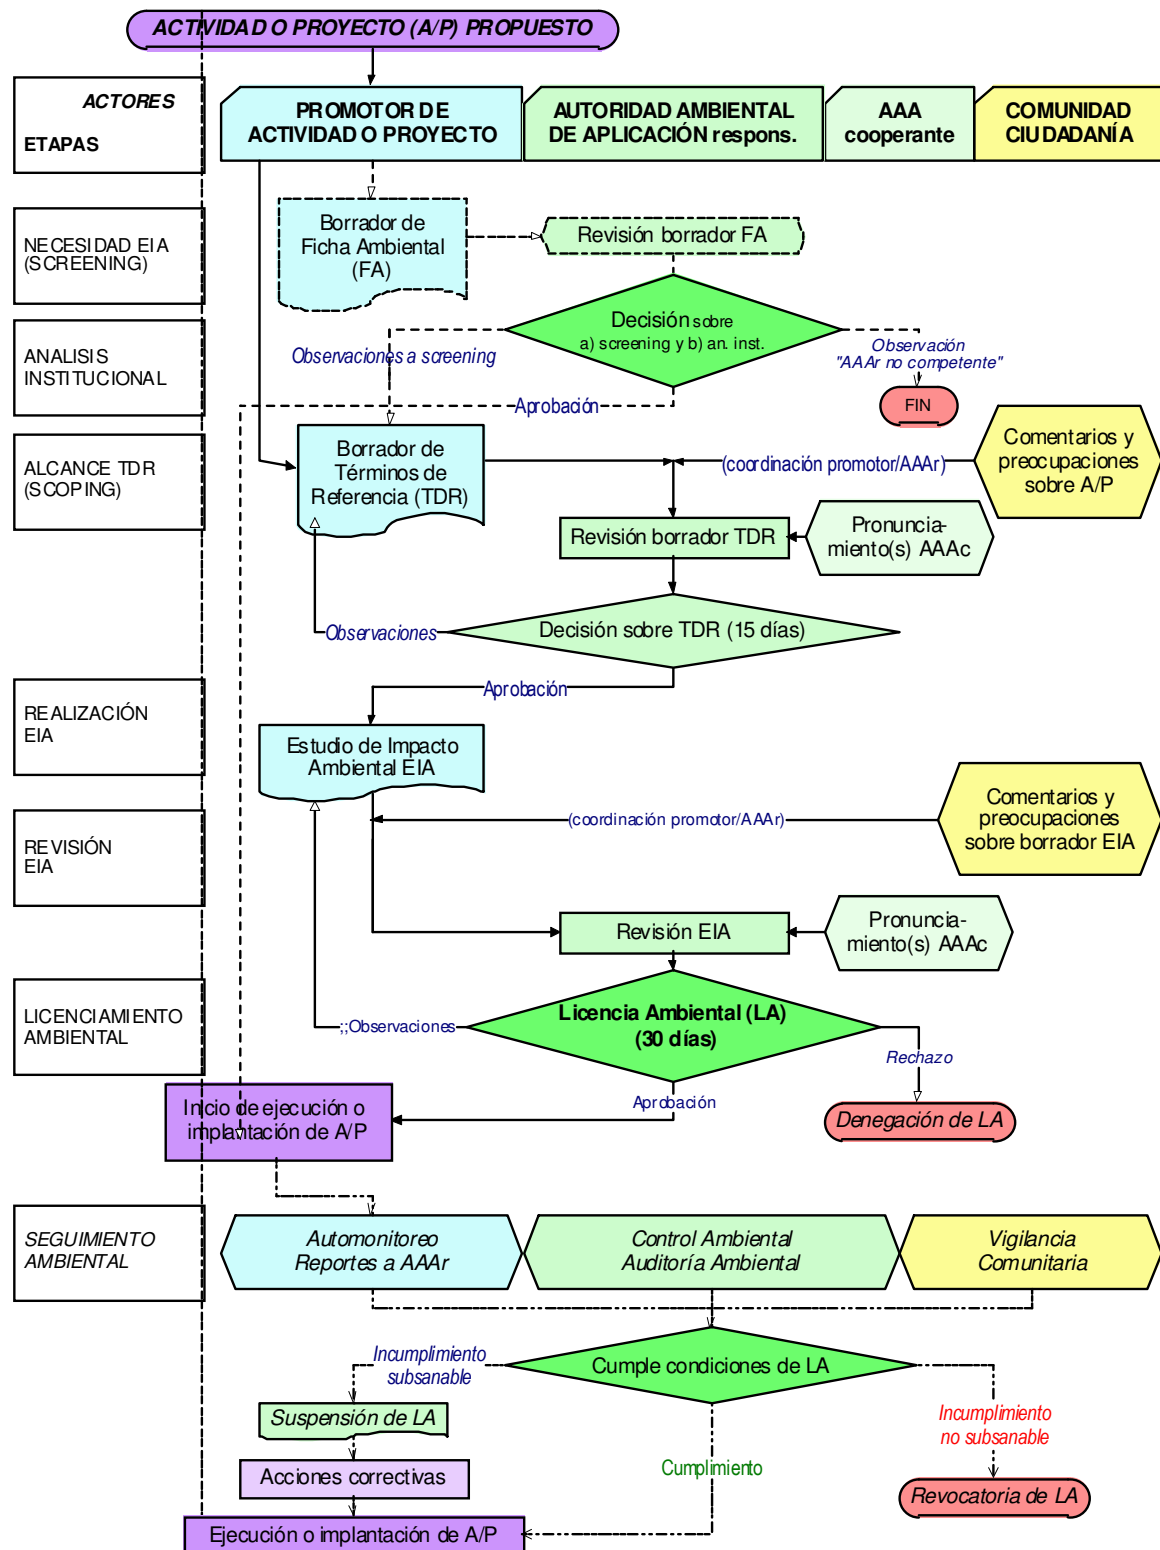 ACTIVIDAD O PROYECTO (A/P) PROPUESTO
ACTORES
ETAPAS
PROMOTOR DE
ACTIVIDAD O PROYECTO
AUTORIDAD AMBIENTAL
DE APLICACIÓN respons.
AAA
cooperante
COMUNIDAD
CIUDADANÍA
NECESIDAD EIA
(SCREENING)
Borrador de
Ficha Ambiental
(FA)
Revisión borrador FA
Decisión sobre
a) screening y b) an. inst.
ANALISIS
INSTITUCIONAL
Observaciones a screening
Observación
"AAAr no competente"
Aprobación
FIN
ALCANCE TDR
(SCOPING)
Borrador de
Términos de
Referencia (TDR)
(coordinación promotor/AAAr)
Comentarios y
preocupaciones
sobre A/P
Revisión borrador TDR
Pronuncia-
miento(s) AAAc
Observaciones
Decisión sobre TDR (15 días)
Aprobación
REALIZACIÓN
EIA
Estudio de Impacto
Ambiental EIA
REVISIÓN
EIA
(coordinación promotor/AAAr)
Comentarios y
preocupaciones
sobre borrador EIA
Revisión EIA
Pronuncia-
miento(s) AAAc
LICENCIAMIENTO
AMBIENTAL
;;Observaciones
Licencia Ambiental (LA)
(30 días)
Rechazo
Aprobación
Inicio de ejecución o
implantación de A/P
Denegación de LA
SEGUIMIENTO
AMBIENTAL
Automonitoreo
Reportes a AAAr
Control Ambiental
Auditoría Ambiental
Vigilancia
Comunitaria
Incumplimiento
subsanable
Cumple condiciones de LA
Suspensión de LA
Incumplimiento
no subsanable
Acciones correctivas
Cumplimiento
Revocatoria de LA
Ejecución o implantación de A/P